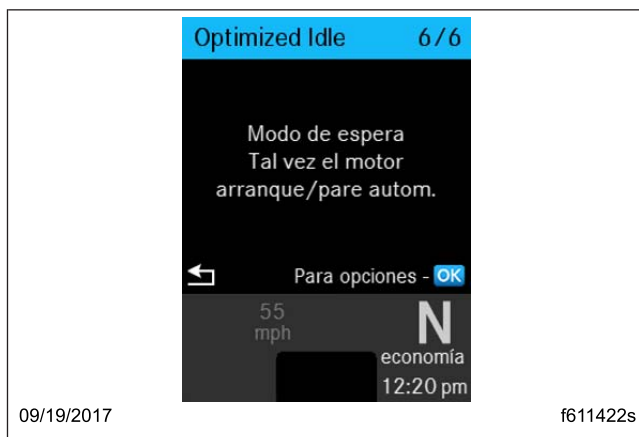 Optimized Idle 6/6
Modo de espera
Tal vez el motor
arranque/pare autom.
Para opciones - OK
55
mph
N
economía
12:20 pm
09/19/2017 f611422s